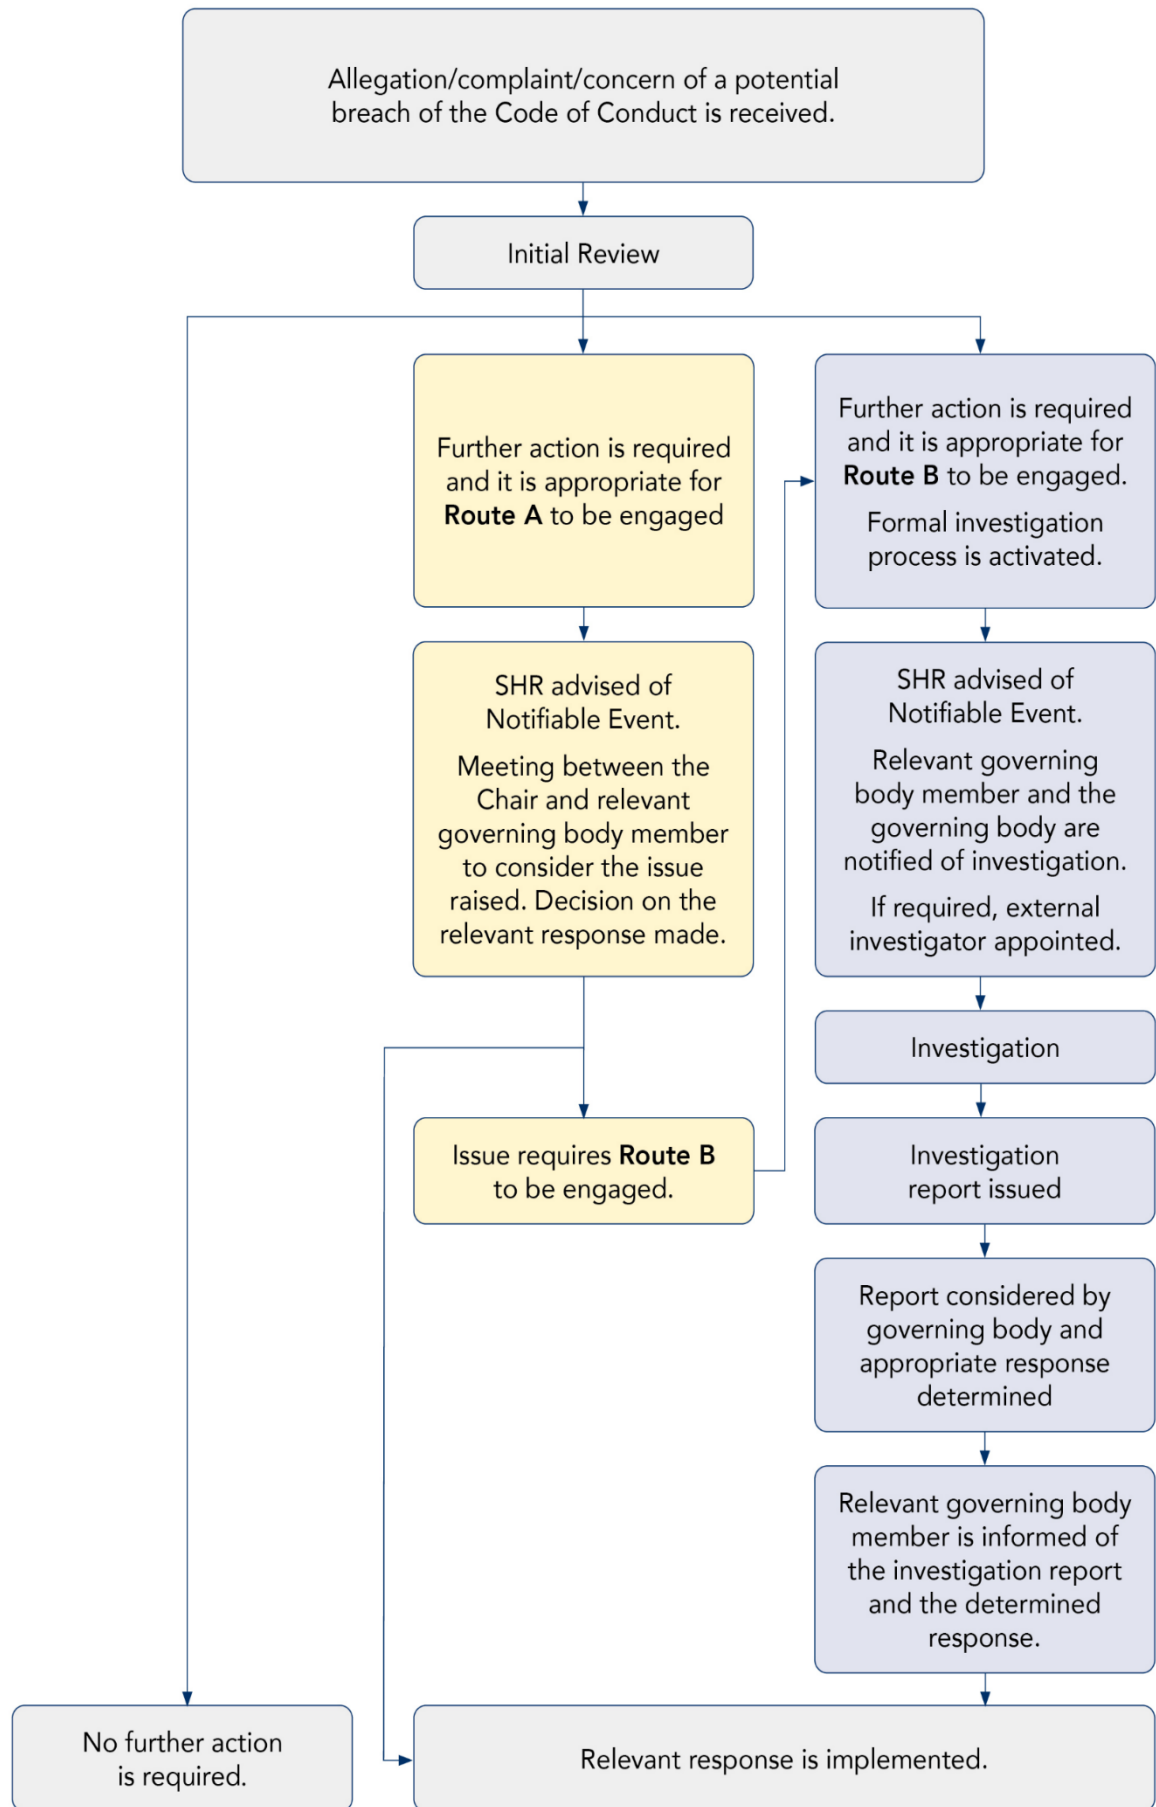 Allegation/complaint/concern of a potential
breach of the Code of Conduct is received.
Initial Review
Further action is required
and it is appropriate for
Route A to be engaged
Further action is required
and it is appropriate for
Route B to be engaged.
Formal investigation
process is activated.
SHR advised of
Notifiable Event.
Meeting between the
Chair and relevant
governing body member
to consider the issue
raised. Decision on the
relevant response made.
SHR advised of
Notifiable Event.
Relevant governing
body member and the
governing body are
notified of investigation.
If required, external
investigator appointed.
Investigation
Issue requires Route B
to be engaged.
Investigation
report issued
Report considered by
governing body and
appropriate response
determined
Relevant governing body
member is informed of
the investigation report
and the determined
response.
No further action
is required.
Relevant response is implemented.